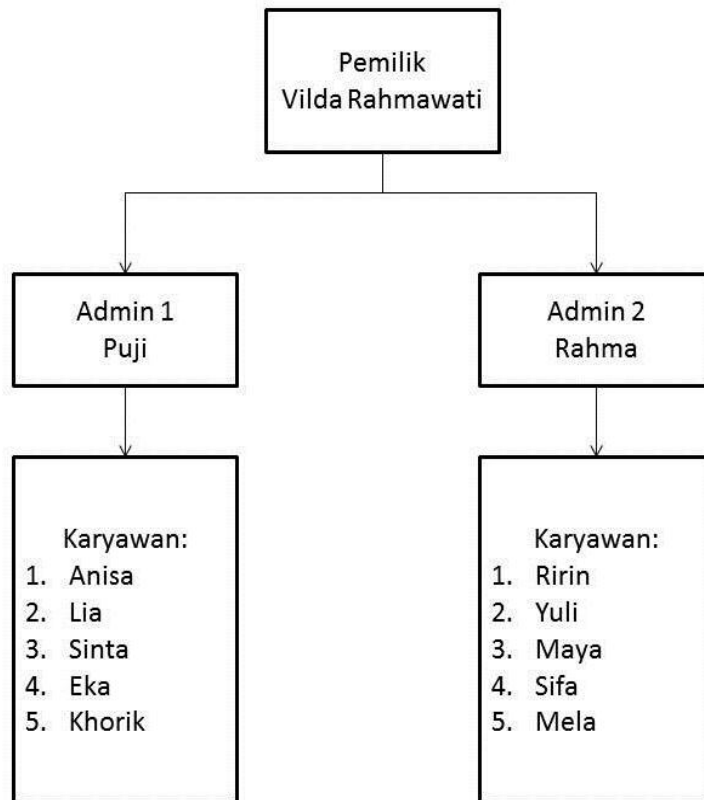 Pemilik
Vilda Rahmawati
Admin 1
Puji
Admin 2
Rahma
Karyawan:
1. Anisa
2. Lia
3. Sinta
4. Eka
5. Khorik
Karyawan:
1. Ririn
2. Yuli
3. Maya
4. Sifa
5. Mela